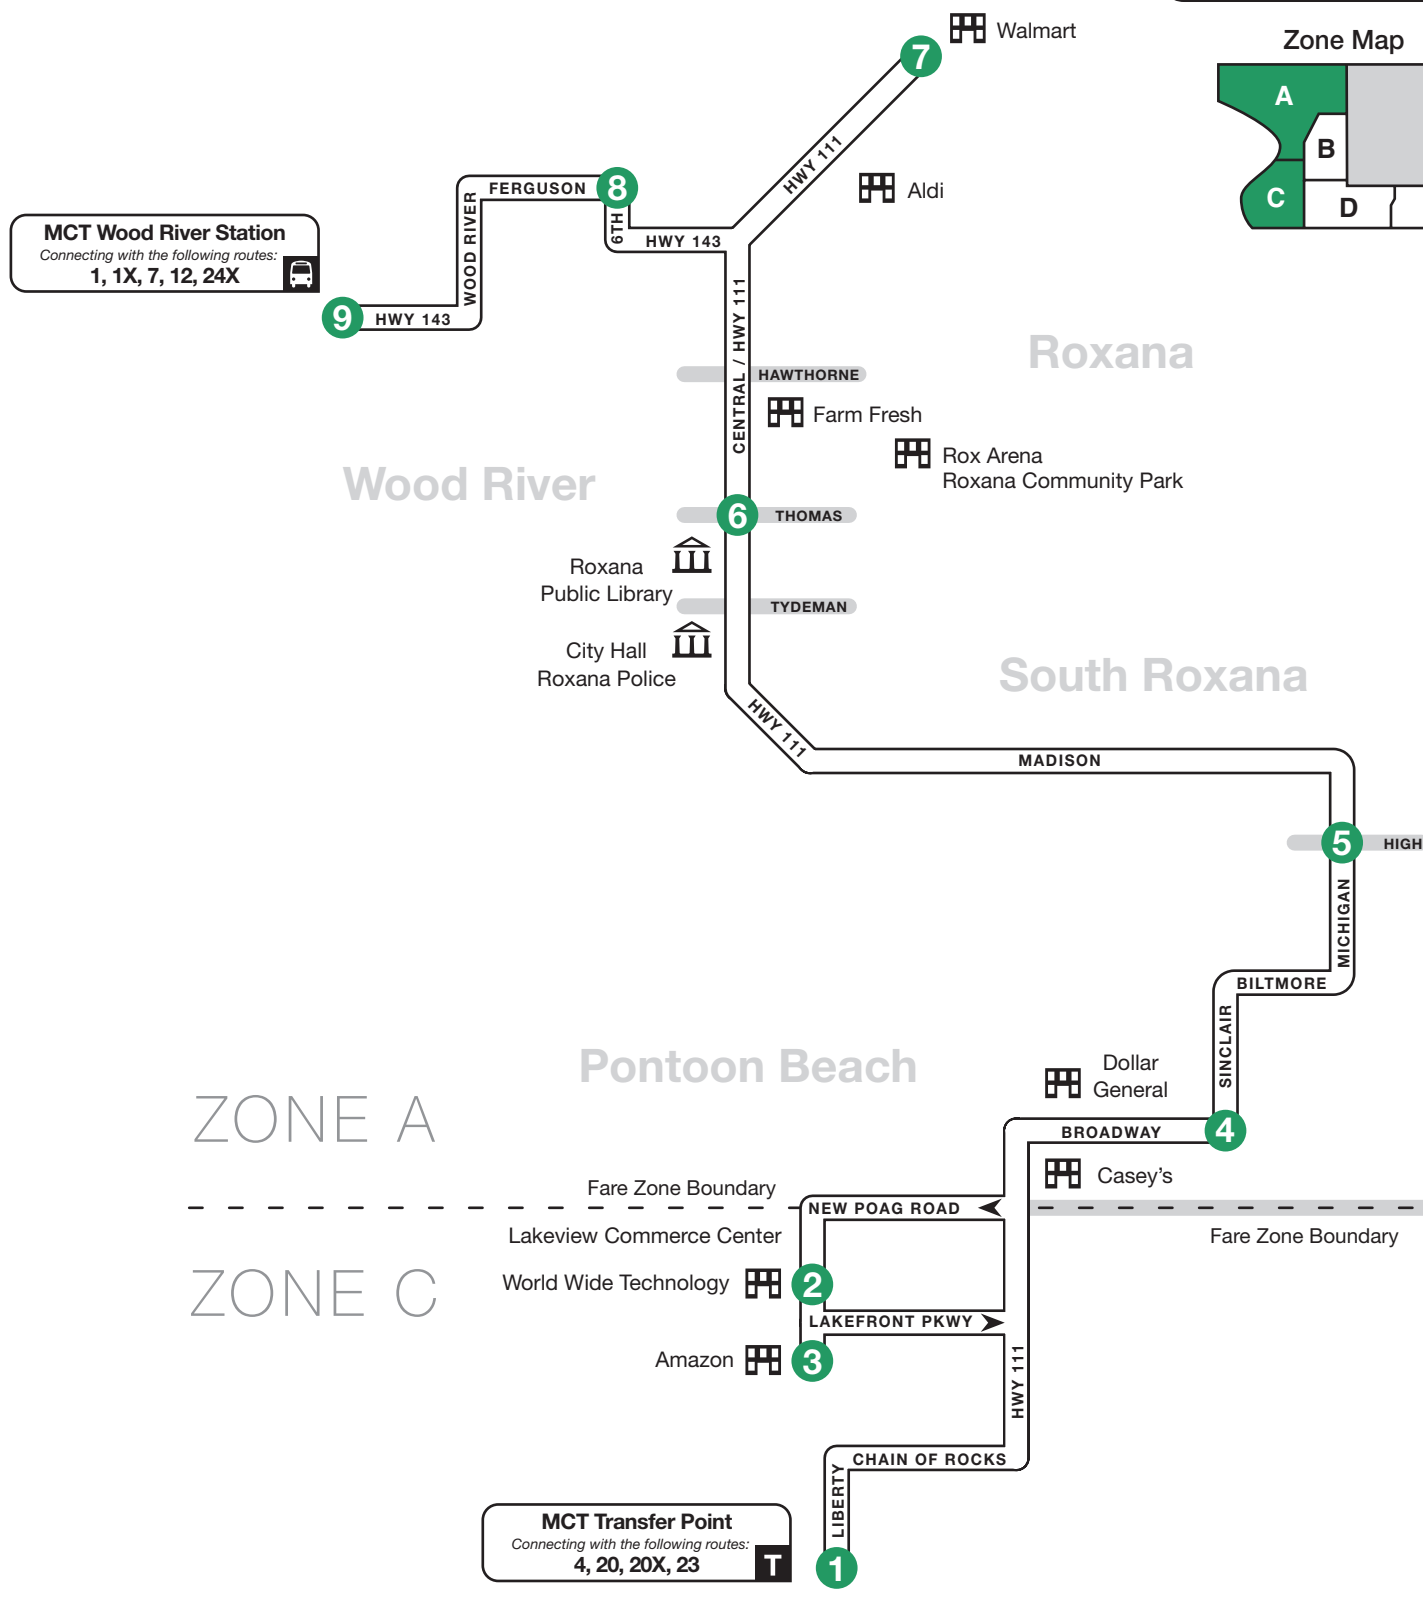 Walmart
7
Zone Map
A
B
C
D
HWY 111
Aldi
FERGUSON
8
6TH
HWY 143
WOOD RIVER
MCT Wood River Station
Connecting with the following routes:
1, 1X, 7, 12, 24X
9
HWY 143
CENTRAL / HWY 111
Roxana
HAWTHORNE
Farm Fresh
Rox Arena
Roxana Community Park
Wood River
6
THOMAS
Roxana
Public Library
TYDEMAN
City Hall
Roxana Police
South Roxana
HWY 111
MADISON
5
HIGH
MICHIGAN
BILTMORE
SINCLAIR
Pontoon Beach
Dollar
General
ZONE A
BROADWAY
4
Casey's
Fare Zone Boundary
NEW POAG ROAD
Lakeview Commerce Center
Fare Zone Boundary
World Wide Technology
2
ZONE C
LAKEFRONT PKWY
Amazon
3
HWY 111
CHAIN OF ROCKS
LIBERTY
MCT Transfer Point
Connecting with the following routes:
4, 20, 20X, 23
T
1